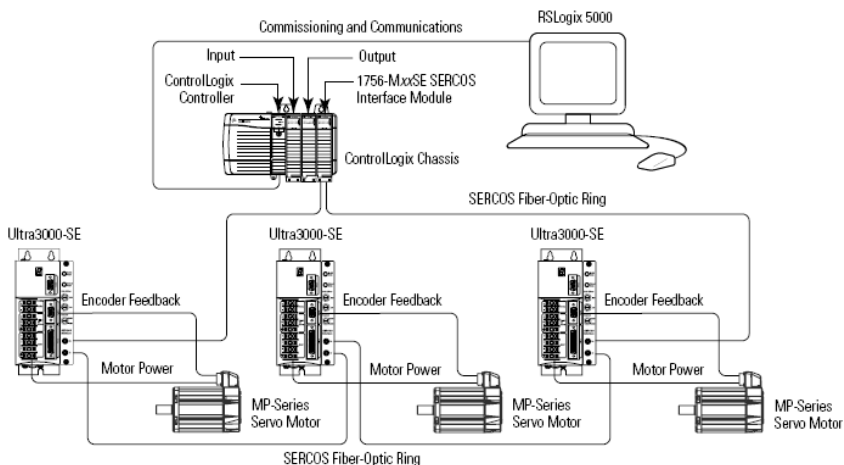 Commissioning and Communications
RSLogix 5000
Input
Output
ControlLogix
Controller
1756-MxxSE SERCOS
Interface Module
ControlLogix Chassis
SERCOS Fiber-Optic Ring
Ultra3000-SE
Ultra3000-SE
Ultra3000-SE
Encoder Feedback
Encoder Feedback
Encoder Feedback
Motor Power
Motor Power
Motor Power
MP-Series
Servo Motor
MP-Series
Servo Motor
MP-Series
Servo Motor
SERCOS Fiber-Optic Ring